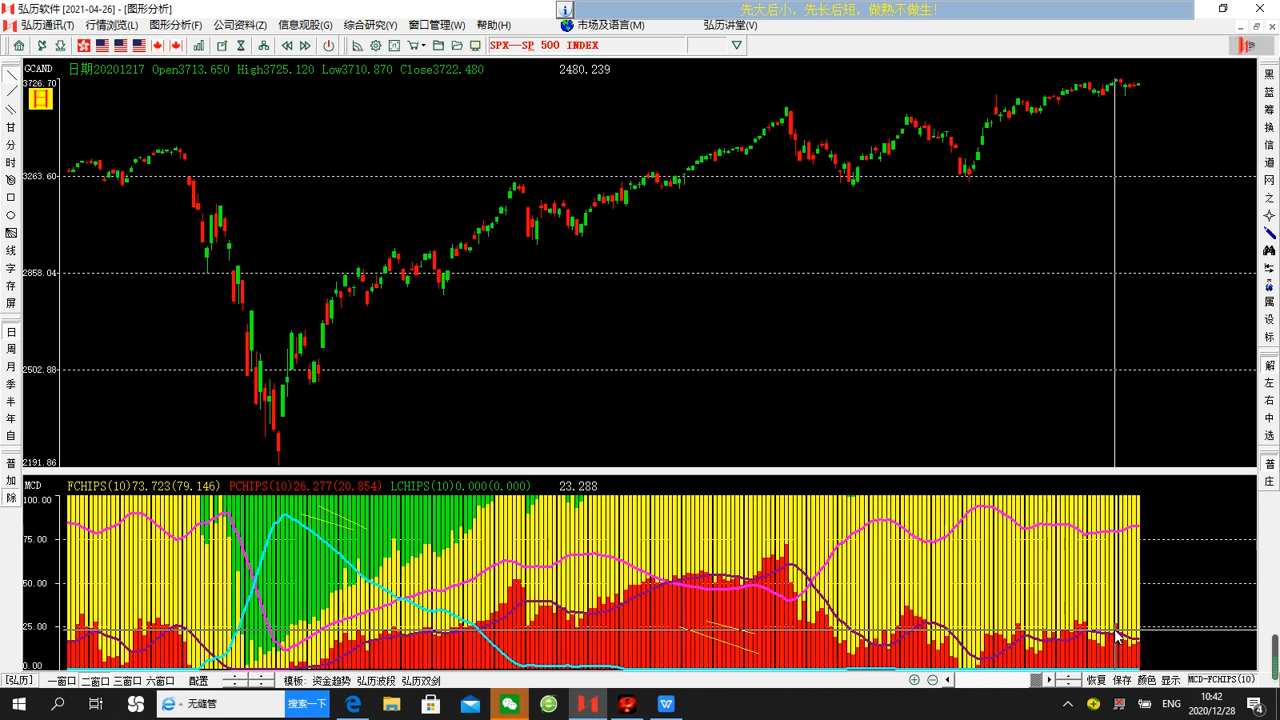 弘历软件 [2021-04-26] - [图形分析]
先大后小，先长后短，做熟不做生！
弘历通讯(T) 行情浏览(L) 图形分析(F) 公司资料(Z) 信息观股(G) 综合研究(Y) 窗口管理(W) 帮助(H) 市场及语言(M) 弘历讲堂(V)
SPX--SP 500 INDEX
GCAND 日期20201217 Open3713.650 High3725.120 Low3710.870 Close3722.480 2480.239
3726.70
日
3263.60
2858.04
2502.88
2191.86
甘
分
时
线
字
存
屏
日
周
月
季
半
年
自
普
加
除
黑
蓝
筹
换
信
道
网
之
属
设
标
解
左
右
中
选
普
庄
MCD FCHIPS(10)73.723(79.146) PCHIPS(10)26.277(20.854) LCHIPS(10)0.000(0.000) 23.288
100.00
75.00
50.00
25.00
0.00
[弘历] 一窗口 二窗口 三窗口 六窗口 配置 模板: 资金趋势 弘历波段 弘历双剑 恢复 保存 颜色 显示 MCD-FCHIPS(10)
无缝管 搜索一下
ENG
10:42
2020/12/28
4